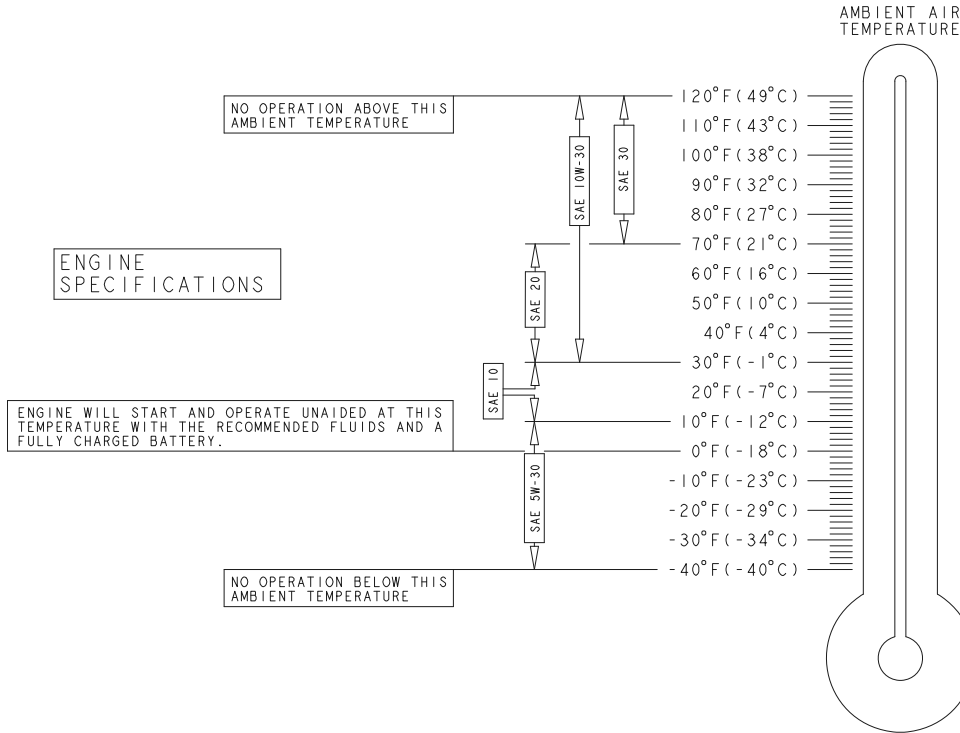 AMBIENT AIR
TEMPERATURE
NO OPERATION ABOVE THIS
AMBIENT TEMPERATURE
120°F(49°C)
110°F(43°C)
100°F(38°C)
90°F(32°C)
80°F(27°C)
70°F(21°C)
60°F(16°C)
50°F(10°C)
40°F(4°C)
30°F(-1°C)
20°F(-7°C)
10°F(-12°C)
0°F(-18°C)
-10°F(-23°C)
-20°F(-29°C)
-30°F(-34°C)
-40°F(-40°C)
SAE 10W-30
SAE 30
SAE 20
SAE 10
SAE 5W-30
ENGINE
SPECIFICATIONS
ENGINE WILL START AND OPERATE UNAIDED AT THIS
TEMPERATURE WITH THE RECOMMENDED FLUIDS AND A
FULLY CHARGED BATTERY.
NO OPERATION BELOW THIS
AMBIENT TEMPERATURE